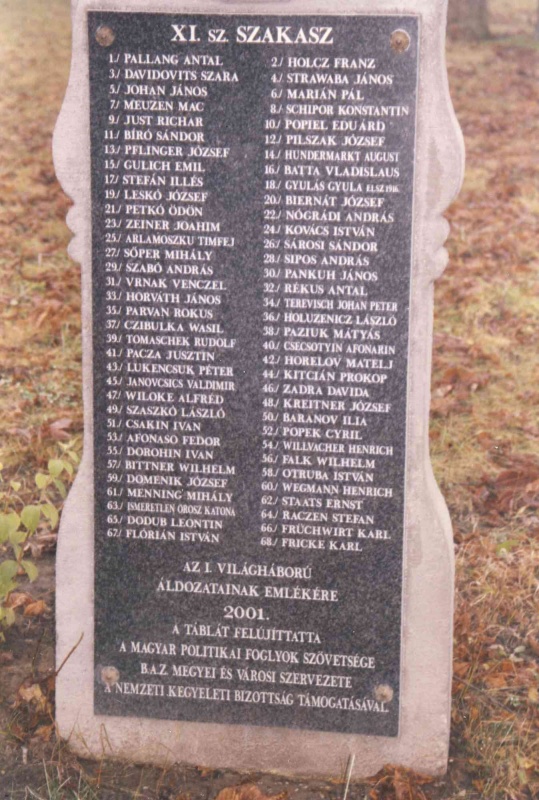 XI. SZ. SZAKASZ
1./ PALLANG ANTAL 2./ HOLCZ FRANZ
3./ DAVIDOVITS SZARA 4./ STRAWABA JÁNOS
5./ JOHAN JÁNOS 6./ MARIÁN PÁL
7./ MEUZEN MAC 8./ SCHIPOR KONSTANTIN
9./ JUST RICHAR 10./ POPIEL EDUÁRD
11./ BÍRÓ SÁNDOR 12./ PILSZAK JÓZSEF
13./ PFLINGER JÓZSEF 14./ HUNDERMARKT AUGUST
15./ GULICH EMIL 16./ BATTA VLADISLAUS
17./ STEFÁN ILLÉS 18./ GYULÁS GYULA ELSZ 1916.
19./ LESKÓ JÓZSEF 20./ BIERNÁT JÓZSEF
21./ PETKÓ ÖDÖN 22./ NÓGRÁDI ANDRÁS
23./ ZEINER JOAHIM 24./ KOVÁCS ISTVÁN
25./ ARLAMOSZKU TIMFEJ 26./ SÁROSI SÁNDOR
27./ SŐPER MIHÁLY 28./ SIPOS ANDRÁS
29./ SZABÓ ANDRÁS 30./ PANKUH JÁNOS
31./ VRNAK VENCZEL 32./ RÉKUS ANTAL
33./ HORVÁTH JÁNOS 34./ TEREVISCH JOHAN PETER
35./ PARVAN ROKUS 36./ HOLUZENICZ LÁSZLÓ
37./ CZIBULKA WASIL 38./ PAZIUK MÁTYÁS
39./ TOMASCHEK RUDOLF 40./ CSECSOTYIN AFONARIN
41./ PACZA JUSZTIN 42./ HORELOV MATELJ
43./ LUKENCSUK PÉTER 44./ KITCIÁN PROKOP
45./ JANOVCSICS VALDIMIR 46./ ZADRA DAVIDA
47./ WILOKE ALFRÉD 48./ KREITNER JÓZSEF
49./ SZASZKÓ LÁSZLÓ 50./ BARANOV ILIA
51./ CSAKIN IVAN 52./ POPEK CYRIL
53./ AFONASO FEDOR 54./ WILLVACHER HENRICH
55./ DOROHIN IVAN 56./ FALK WILHELM
57./ BITTNER WILHELM 58./ OTRUBA ISTVÁN
59./ DOMENIK JÓZSEF 60./ WEGMANN HENRICH
61./ MENNING MIHÁLY 62./ STAATS ERNST
63./ ISMERETLEN OROSZ KATONA 64./ RACZEN STEFAN
65./ DODUB LEONTIN 66./ FRÜCHWIRT KARL
67./ FLÓRIÁN ISTVÁN 68./ FRICKE KARL
AZ I. VILÁGHÁBORÚ
ÁLDOZATAINAK EMLÉKÉRE
2001.
A TÁBLÁT FELÚJÍTTATTA
A MAGYAR POLITIKAI FOGLYOK SZÖVETSÉGE
B.A.Z. MEGYEI ÉS VÁROSI SZERVEZETE
A NEMZETI KEGYELETI BIZOTTSÁG TÁMOGATÁSÁVAL.